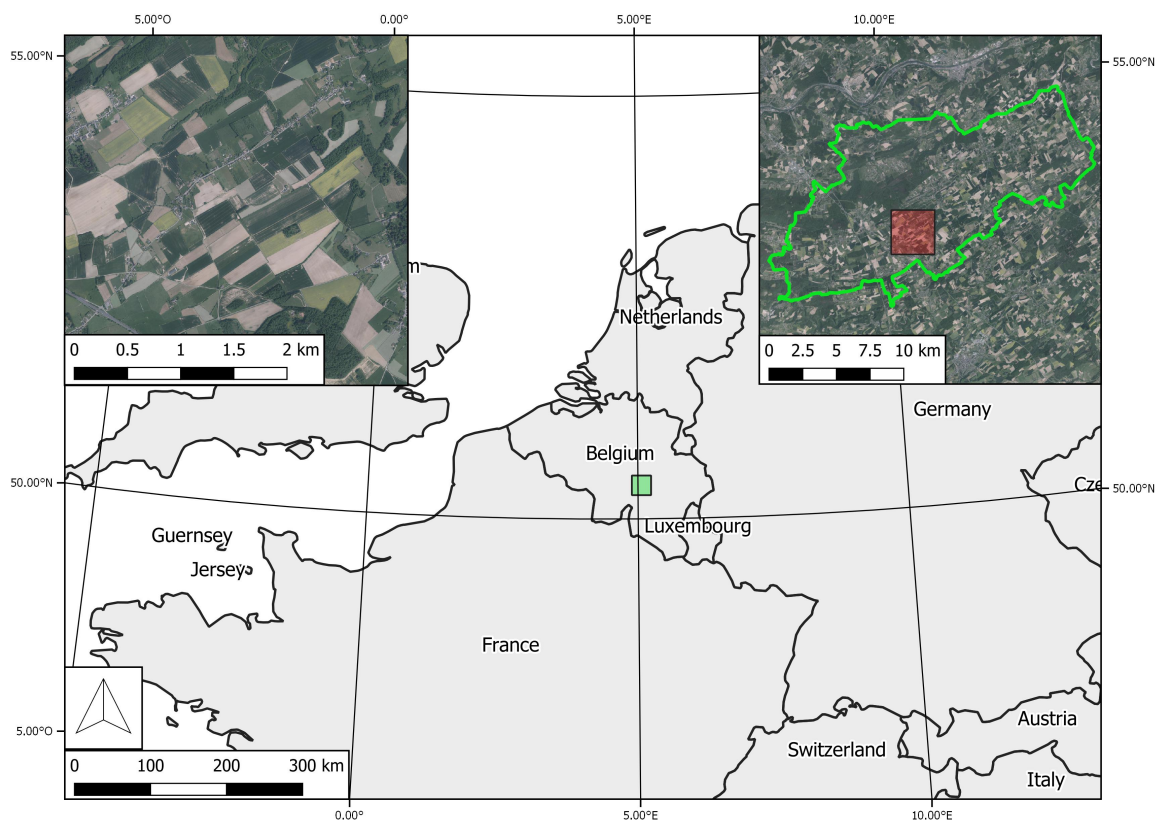 5.00°O 0.00° 5.00°E 10.00°E
55.00°N
55.00°N
0 0.5 1 1.5 2 km
0 2.5 5 7.5 10 km
m
Netherlands
Germany
Belgium
50.00°N
Cze
50.00°N
Luxembourg
Guernsey
Jersey
France
5.00°O
Austria
Switzerland
0 100 200 300 km
Italy
0.00° 5.00°E 10.00°E